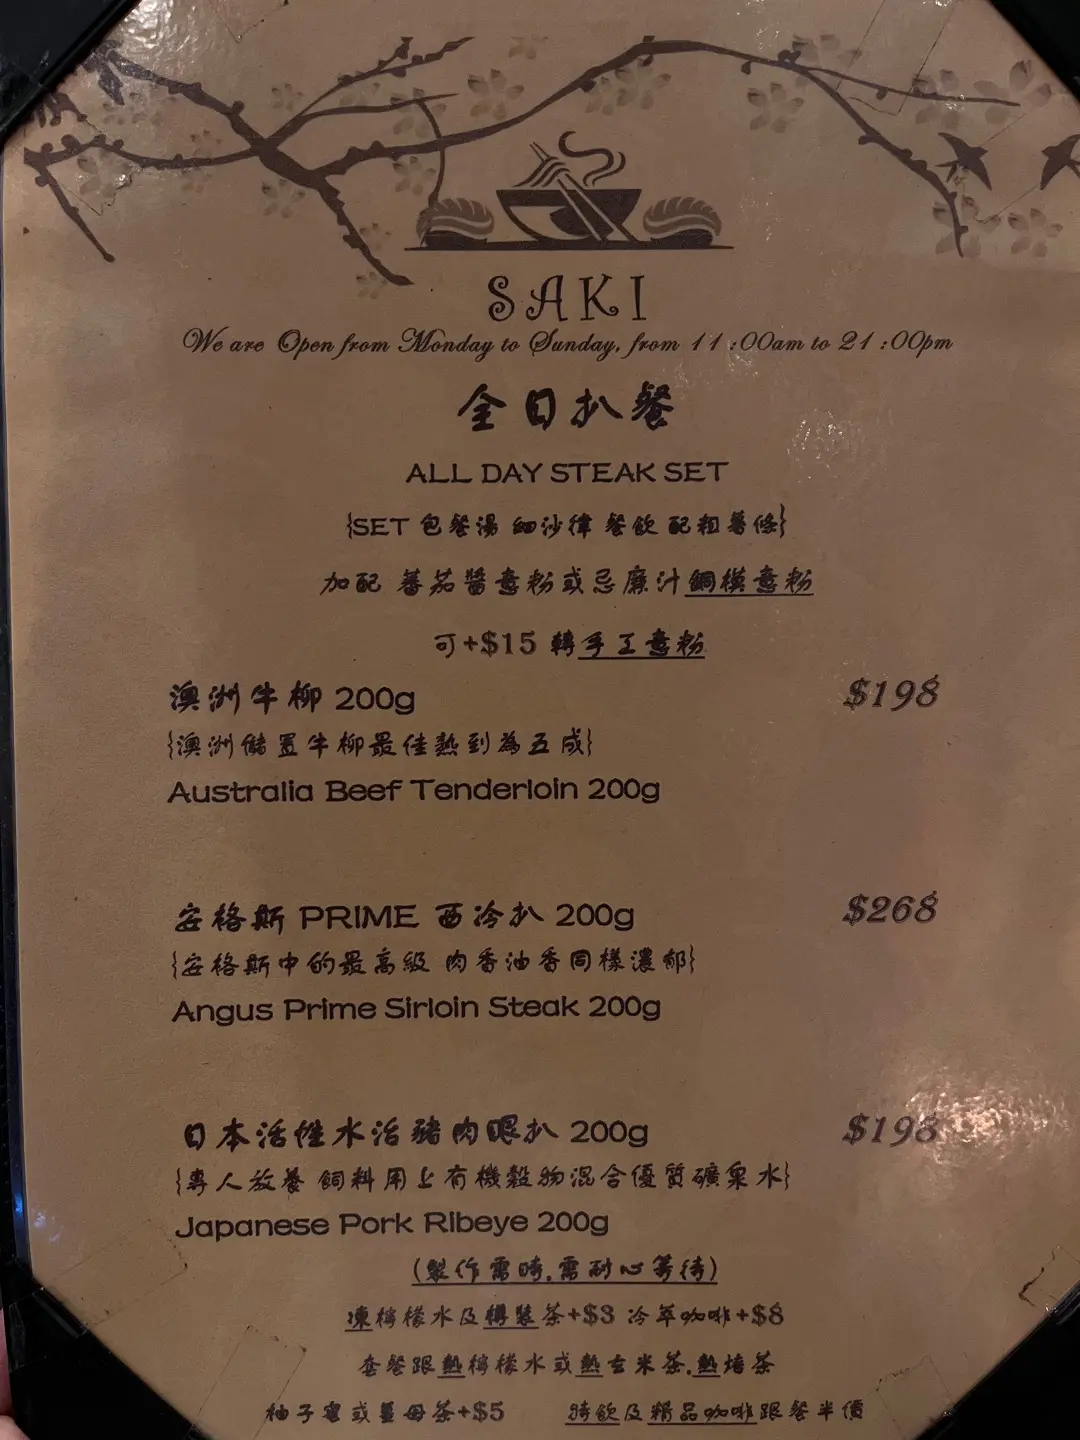 SAKI
We are Open from Monday to Sunday, from 11:00am to 21:00pm
全日扒餐
ALL DAY STEAK SET
{SET 包餐湯 細沙律 餐飲 配粗薯條}
加配 蕃茄醬意粉或忌廉汁銅模意粉
可+$15 轉手工意粉
澳洲牛柳 200g $198
{澳洲儲置牛柳最佳熟到為五成}
Australia Beef Tenderloin 200g
安格斯 PRIME 西冷扒 200g $268
{安格斯中的最高級 肉香油香同樣濃郁}
Angus Prime Sirloin Steak 200g
日本活性水活豬肉眼扒 200g $198
{專人放養 飼料用上有機穀物混合優質礦泉水}
Japanese Pork Ribeye 200g
(製作需時,需耐心等待)
凍檸檬水及樽裝茶+$3 冷萃咖啡+$8
套餐跟熱檸檬水或熱玄米茶,熱焙茶
柚子蜜或薑母茶+$5 特飲及精品咖啡跟餐半價